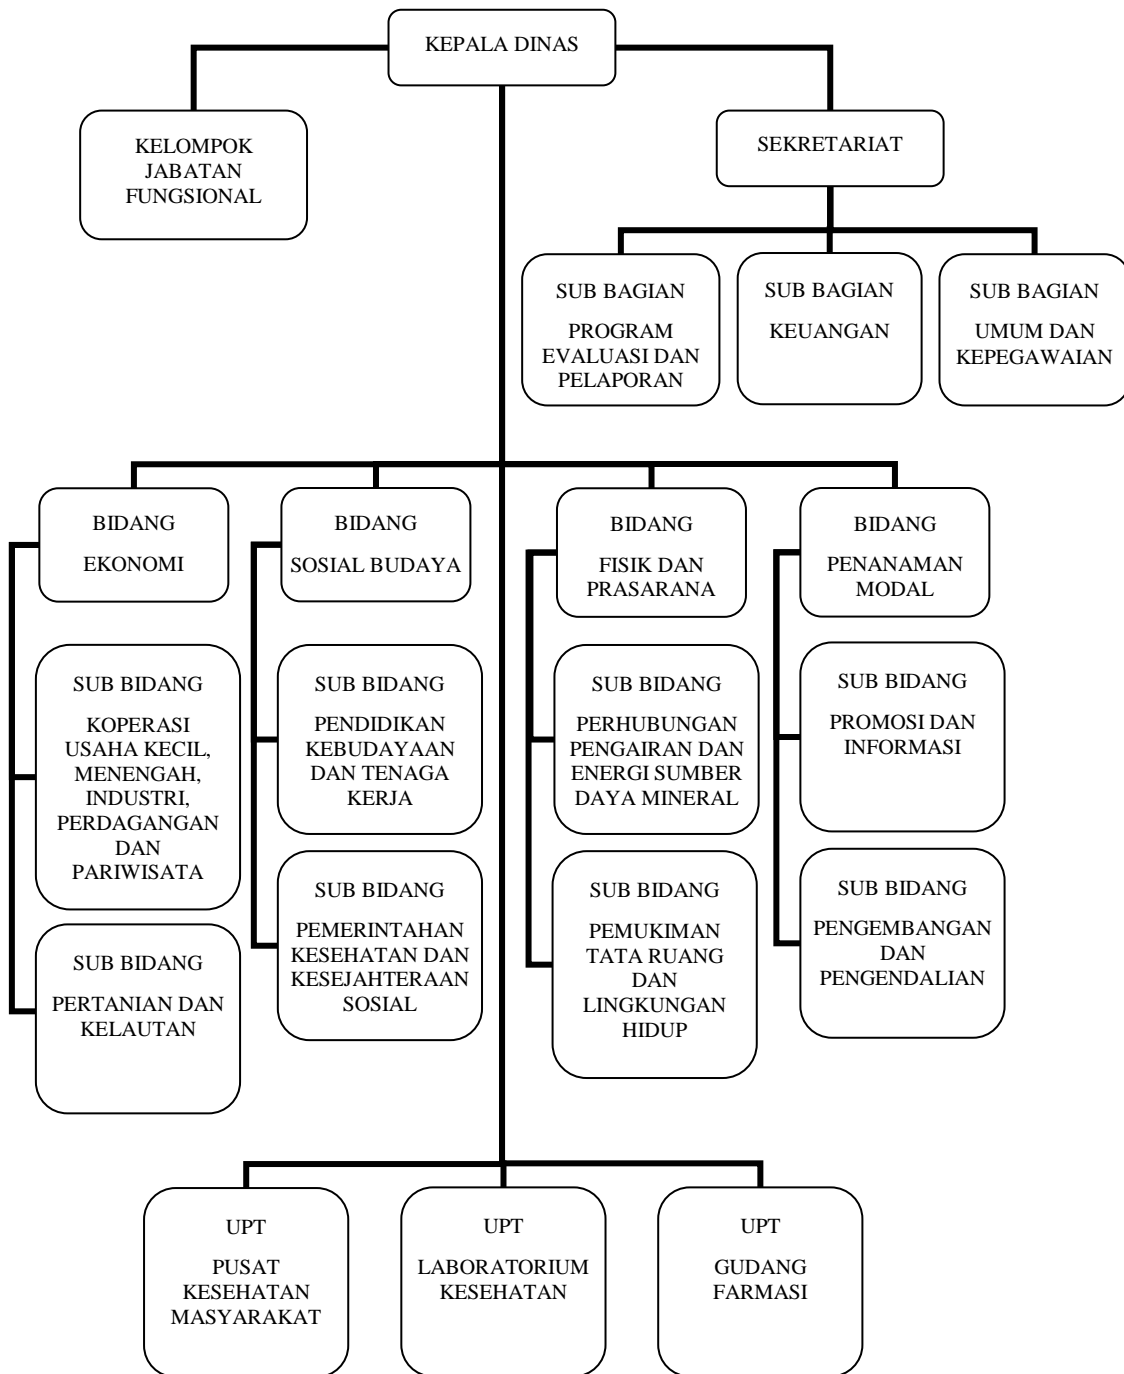 KEPALA DINAS
KELOMPOK
JABATAN
FUNGSIONAL
SEKRETARIAT
SUB BAGIAN
PROGRAM
EVALUASI DAN
PELAPORAN
SUB BAGIAN
KEUANGAN
SUB BAGIAN
UMUM DAN
KEPEGAWAIAN
BIDANG
EKONOMI
BIDANG
SOSIAL BUDAYA
BIDANG
FISIK DAN
PRASARANA
BIDANG
PENANAMAN
MODAL
SUB BIDANG
KOPERASI
USAHA KECIL,
MENENGAH,
INDUSTRI,
PERDAGANGAN
DAN
PARIWISATA
SUB BIDANG
PENDIDIKAN
KEBUDAYAAN
DAN TENAGA
KERJA
SUB BIDANG
PERHUBUNGAN
PENGAIRAN DAN
ENERGI SUMBER
DAYA MINERAL
SUB BIDANG
PROMOSI DAN
INFORMASI
SUB BIDANG
PERTANIAN DAN
KELAUTAN
SUB BIDANG
PEMERINTAHAN
KESEHATAN DAN
KESEJAHTERAAN
SOSIAL
SUB BIDANG
PEMUKIMAN
TATA RUANG
DAN
LINGKUNGAN
HIDUP
SUB BIDANG
PENGEMBANGAN
DAN
PENGENDALIAN
UPT
PUSAT
KESEHATAN
MASYARAKAT
UPT
LABORATORIUM
KESEHATAN
UPT
GUDANG
FARMASI